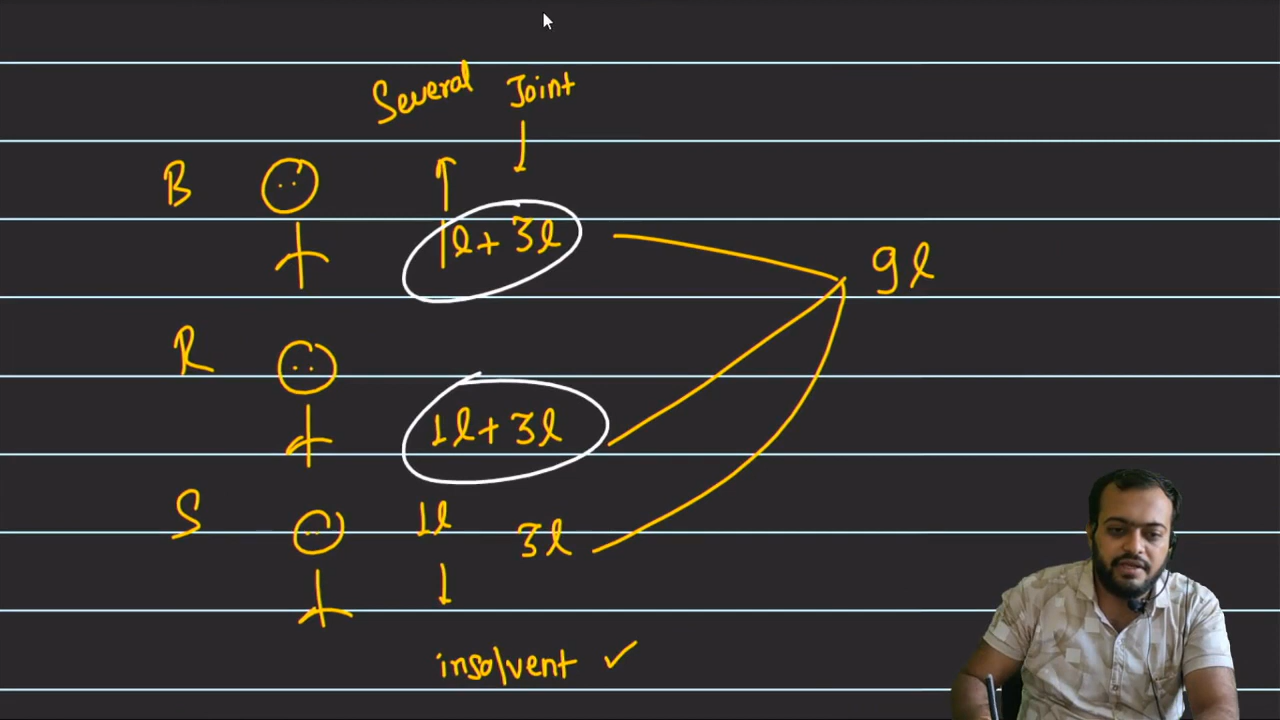 Several Joint
B
1l + 3l
9l
R
1l + 3l
S
1l 3l
insolvent ✓